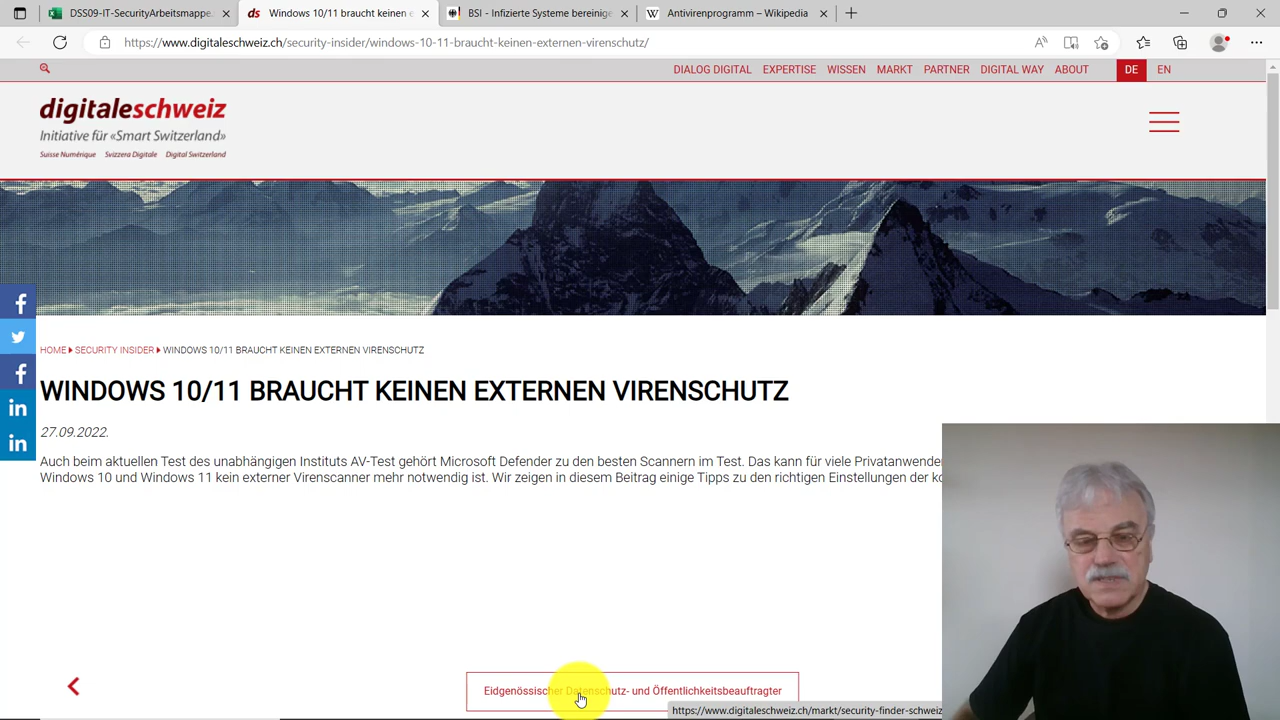 DSS09-IT-SecurityArbeitsmappe.
Windows 10/11 braucht keinen e
BSI - Infizierte Systeme bereinige
Antivirenprogramm – Wikipedia
https://www.digitaleschweiz.ch/security-insider/windows-10-11-braucht-keinen-externen-virenschutz/
DIALOG DIGITAL EXPERTISE WISSEN MARKT PARTNER DIGITAL WAY ABOUT DE EN
digitaleschweiz
Initiative für «Smart Switzerland»
Suisse Numérique Svizzera Digitale Digital Switzerland
HOME SECURITY INSIDER WINDOWS 10/11 BRAUCHT KEINEN EXTERNEN VIRENSCHUTZ
WINDOWS 10/11 BRAUCHT KEINEN EXTERNEN VIRENSCHUTZ
27.09.2022.
Auch beim aktuellen Test des unabhängigen Instituts AV-Test gehört Microsoft Defender zu den besten Scannern im Test. Das kann für viele Privatanwender
Windows 10 und Windows 11 kein externer Virenscanner mehr notwendig ist. Wir zeigen in diesem Beitrag einige Tipps zu den richtigen Einstellungen der ko
Eidgenössischer Datenschutz- und Öffentlichkeitsbeauftragter
https://www.digitaleschweiz.ch/markt/security-finder-schweiz